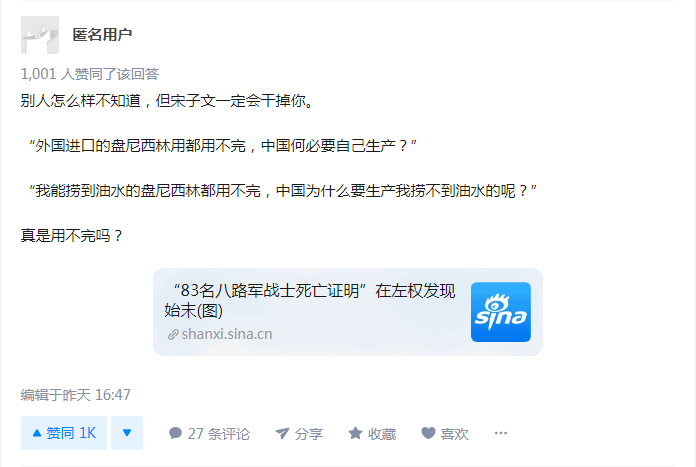 匿名用户
1,001 人赞同了该回答
别人怎么样不知道，但宋子文一定会干掉你。
“外国进口的盘尼西林用都用不完，中国何必要自己生产？”
“我能捞到油水的盘尼西林都用不完，中国为什么要生产我捞不到油水的呢？”
真是用不完吗？
“83名八路军战士死亡证明”在左权发现
始末(图)
shanxi.sina.cn
sina
编辑于昨天 16:47
赞同 1K
27 条评论
分享
收藏
喜欢